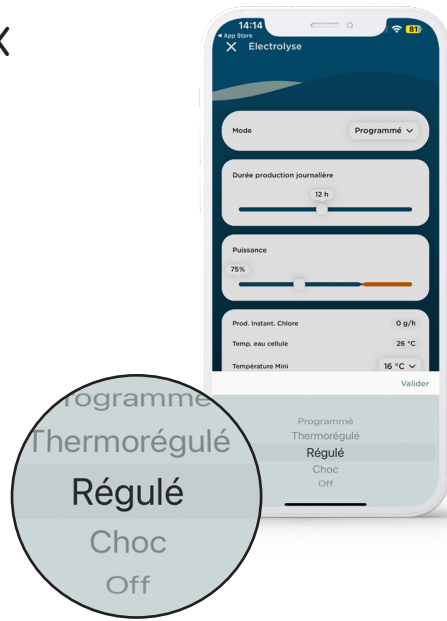 14:14
81
App Store
Electrolyse
Mode
Programmé
Durée production journalière
12 h
Puissance
75%
Prod. Instant. Chlore
0 g/h
Temp. eau cellule
26 °C
Température Mini
16 °C
Valider
Programmé
Thermorégulé
Régulé
Choc
Off
ogramme
Thermorégulé
Régulé
Choc
Off